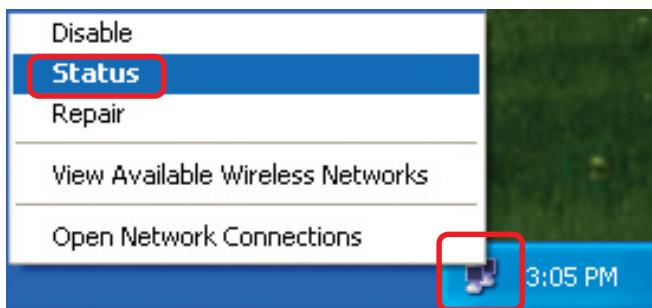 Disable
Status
Repair
View Available Wireless Networks
Open Network Connections
3:05 PM